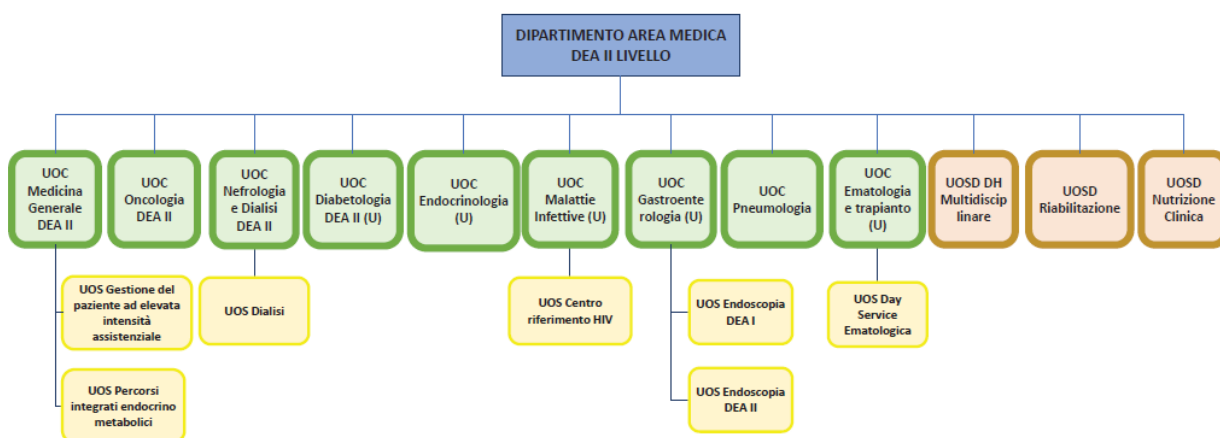 DIPARTIMENTO AREA MEDICA
DEA II LIVELLO
UOC
Medicina
Generale
DEA II
UOC
Oncologia
DEA II
UOC
Nefrologia
e Dialisi
DEA II
UOC
Diabetologia
DEA II (U)
UOC
Endocrinologia
(U)
UOC
Malattie
Infettive (U)
UOC
Gastroente
rologia (U)
UOC
Pneumologia
UOC
Ematologia
e trapianto
(U)
UOSD DH
Multidiscip
linare
UOSD
Riabilitazione
UOSD
Nutrizione
Clinica
UOS Gestione del
paziente ad elevata
intensità
assistenziale
UOS Dialisi
UOS Centro
riferimento HIV
UOS Endoscopia
DEA I
UOS Day
Service
Ematologica
UOS Percorsi
integrati endocrino
metabolici
UOS Endoscopia
DEA II